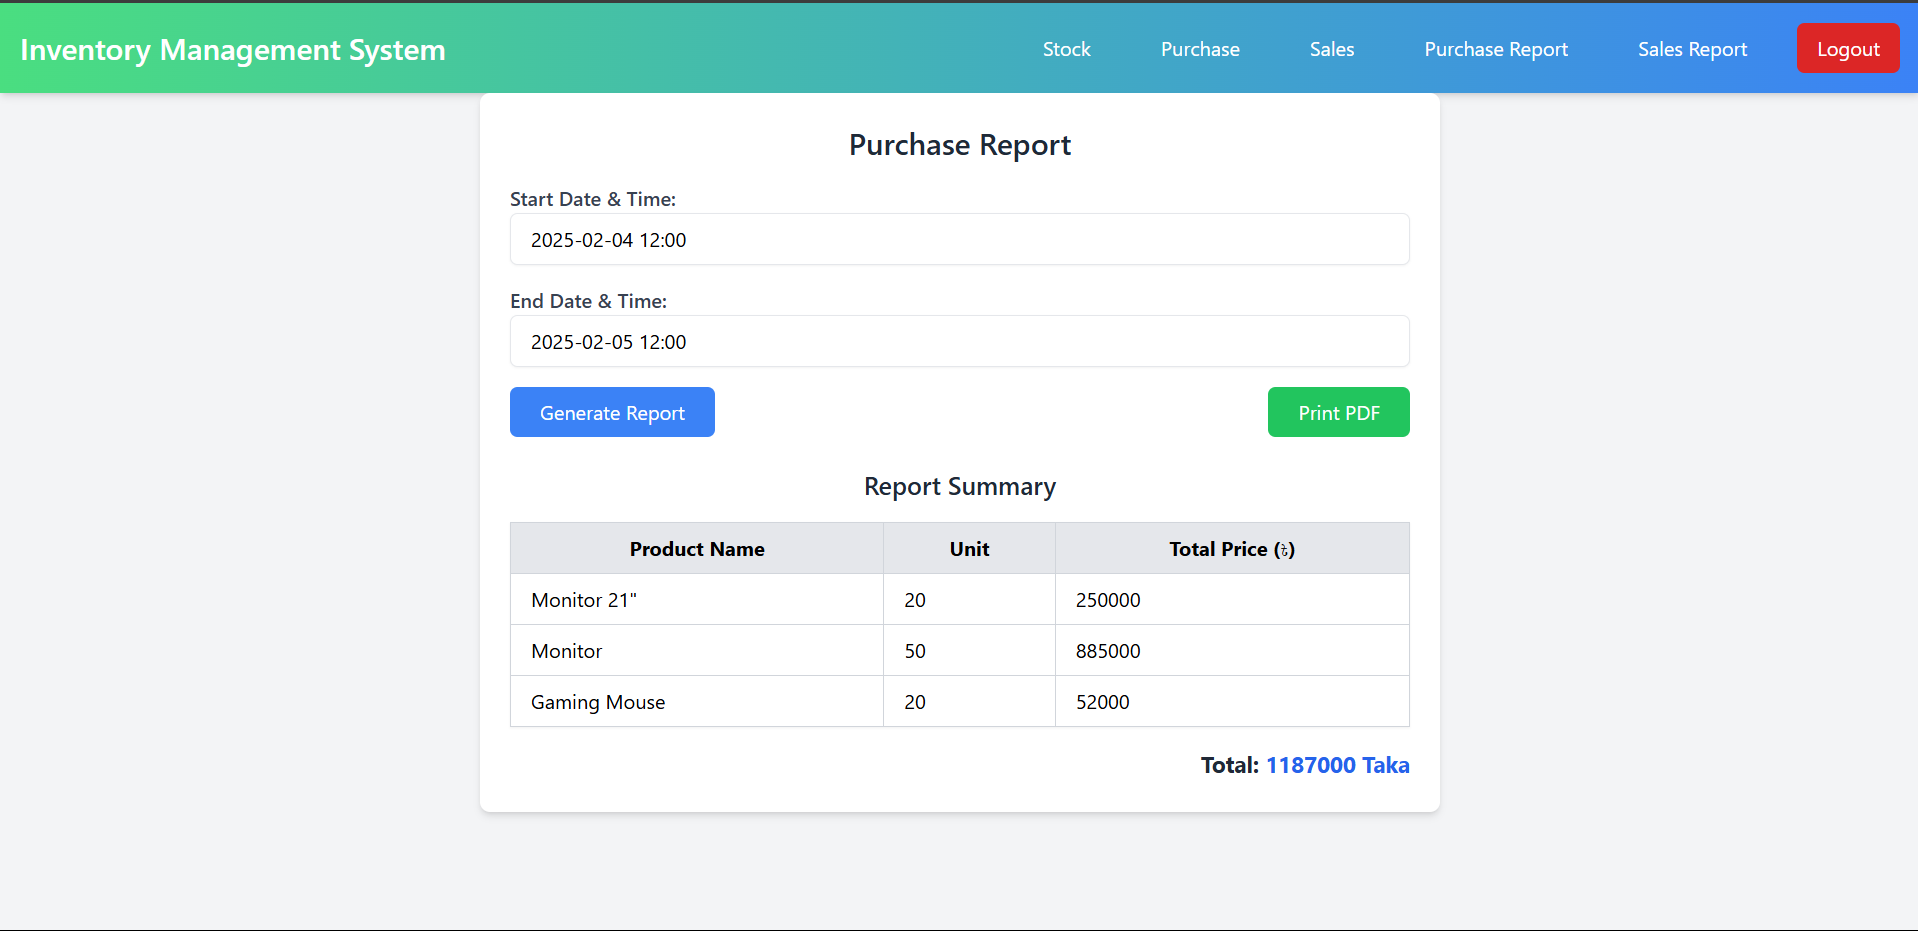 Inventory Management System Stock Purchase Sales Purchase Report Sales Report Logout
Purchase Report
Start Date & Time:
2025-02-04 12:00
End Date & Time:
2025-02-05 12:00
Generate Report Print PDF
Report Summary
Product Name Unit Total Price (৳)
Monitor 21" 20 250000
Monitor 50 885000
Gaming Mouse 20 52000
Total: 1187000 Taka